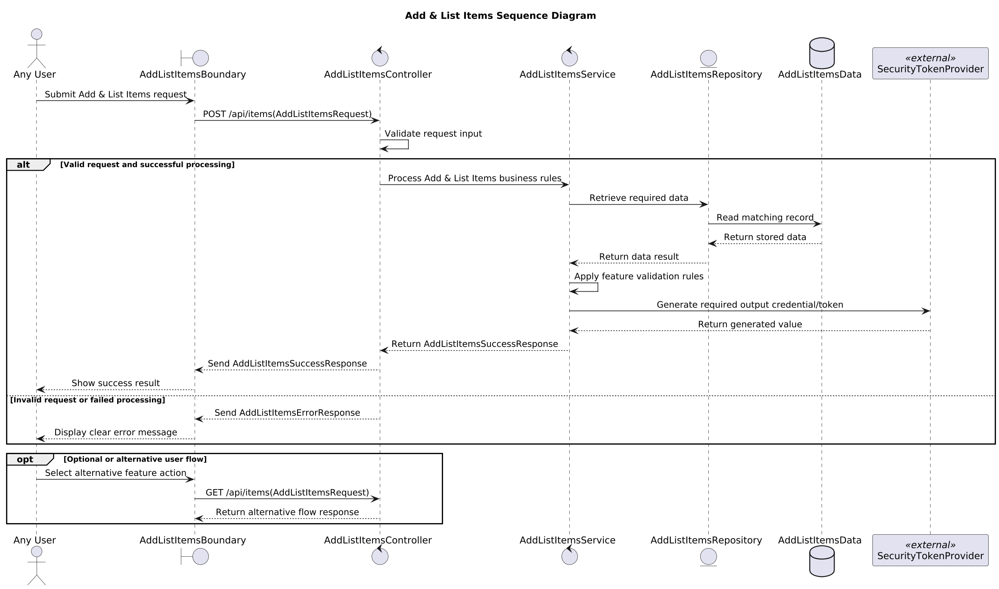 Add & List Items Sequence Diagram
«external»
Any User
AddListItemsBoundary
AddListItemsController
AddListItemsService
AddListItemsRepository
AddListItemsData
SecurityTokenProvider
Submit Add & List Items request
POST /api/items(AddListItemsRequest)
Validate request input
alt
[Valid request and successful processing]
Process Add & List Items business rules
Retrieve required data
Read matching record
Return stored data
Return data result
Apply feature validation rules
Generate required output credential/token
Return generated value
Return AddListItemsSuccessResponse
Send AddListItemsSuccessResponse
Show success result
[Invalid request or failed processing]
Send AddListItemsErrorResponse
Display clear error message
opt
[Optional or alternative user flow]
Select alternative feature action
GET /api/items(AddListItemsRequest)
Return alternative flow response
Any User
AddListItemsBoundary
AddListItemsController
AddListItemsService
AddListItemsRepository
AddListItemsData
«external»
SecurityTokenProvider